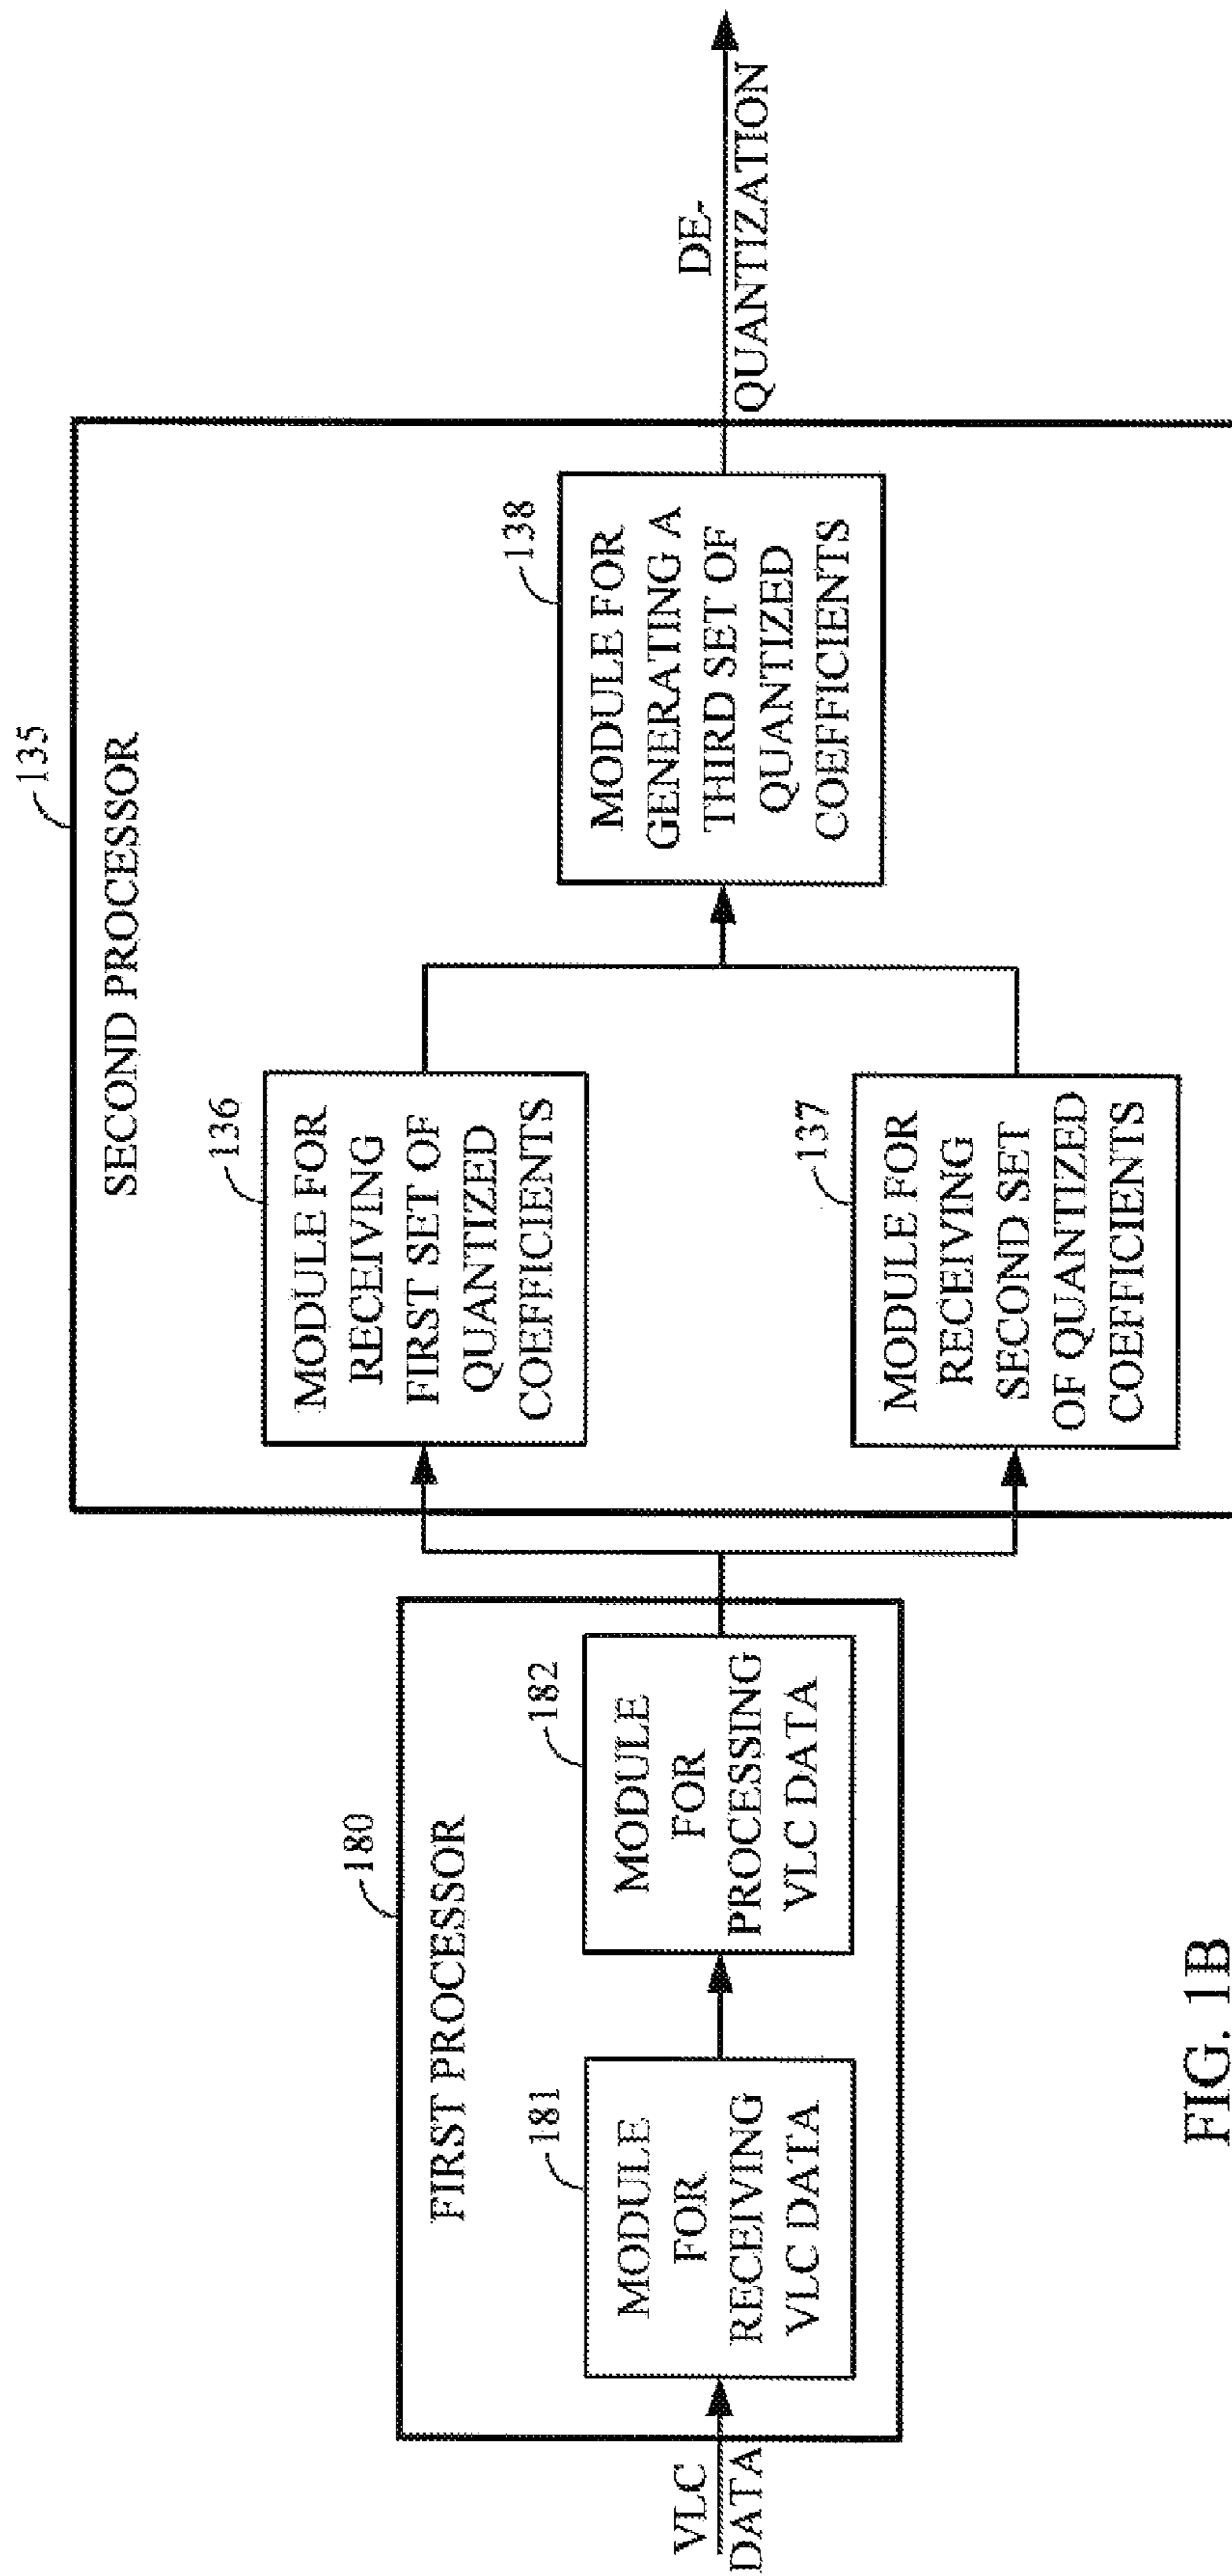 VLC
DATA
180
FIRST PROCESSOR
181
MODULE
FOR
RECEIVING
VLC DATA
182
MODULE
FOR
PROCESSING
VLC DATA
135
SECOND PROCESSOR
136
MODULE FOR
RECEIVING
FIRST SET OF
QUANTIZED
COEFFICIENTS
137
MODULE FOR
RECEIVING
SECOND SET
OF QUANTIZED
COEFFICIENTS
138
MODULE FOR
GENERATING A
THIRD SET OF
QUANTIZED
COEFFICIENTS
DE-
QUANTIZATION
FIG. 1B